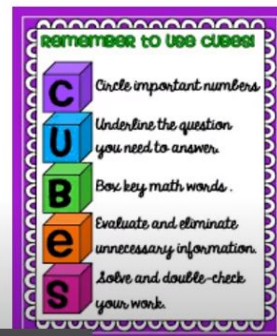 Remember to use CUBes!
C
Circle important numbers
U
Underline the question
you need to answer.
B
Box key math words.
e
Evaluate and eliminate
unnecessary information.
S
Solve and double-check
your work.